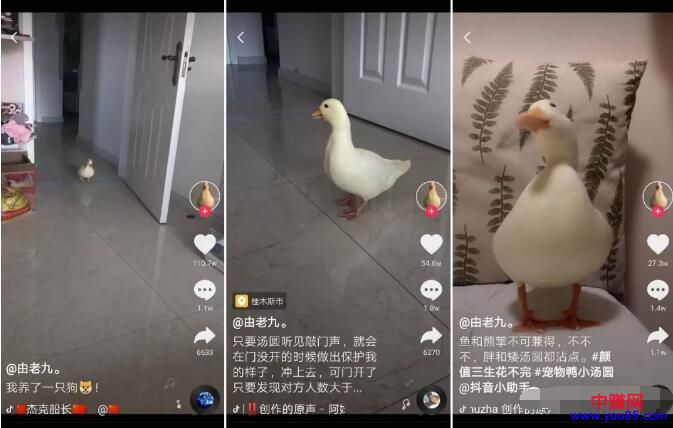 110.7w
1.1w
6633
@由老九。
我养了一只狗🐱!
🇨🇳杰克船长🇨🇳 @🇨🇳
54.6w
1.8w
6270
佳木斯市
@由老九。
只要汤圆听见敲门声，就会
在门没开的时候做出保护我
的样子，冲上去，可门开了
只要发现对方人数大于...
创作的原声 - 阿
27.3w
1.4w
1.1w
@由老九。
鱼和熊掌不可兼得，不不
不，胖和矮汤圆都沾点。#颜
值三生花不完 #宠物鸭小汤圆
@抖音小助手
nuzha 创作的
中赚网
www.you85.com